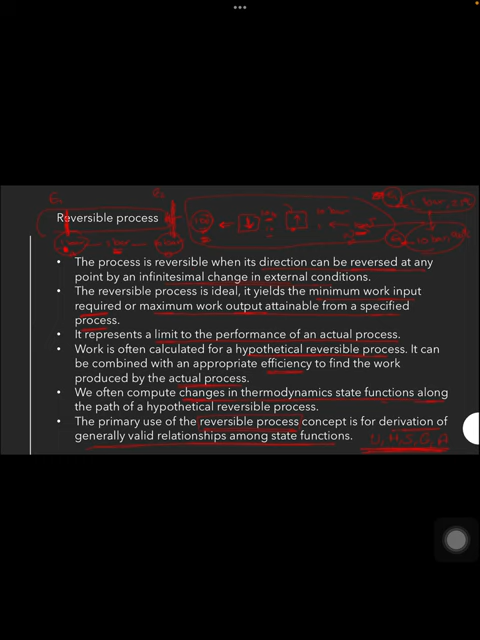 Reversible process
• The process is reversible when its direction can be reversed at any
point by an infinitesimal change in external conditions.
• The reversible process is ideal, it yields the minimum work input
required or maximum work output attainable from a specified
process.
• It represents a limit to the performance of an actual process.
• Work is often calculated for a hypothetical reversible process. It can
be combined with an appropriate efficiency to find the work
produced by the actual process.
• We often compute changes in thermodynamics state functions along
the path of a hypothetical reversible process.
• The primary use of the reversible process concept is for derivation of
generally valid relationships among state functions.
U, H, S, G, A